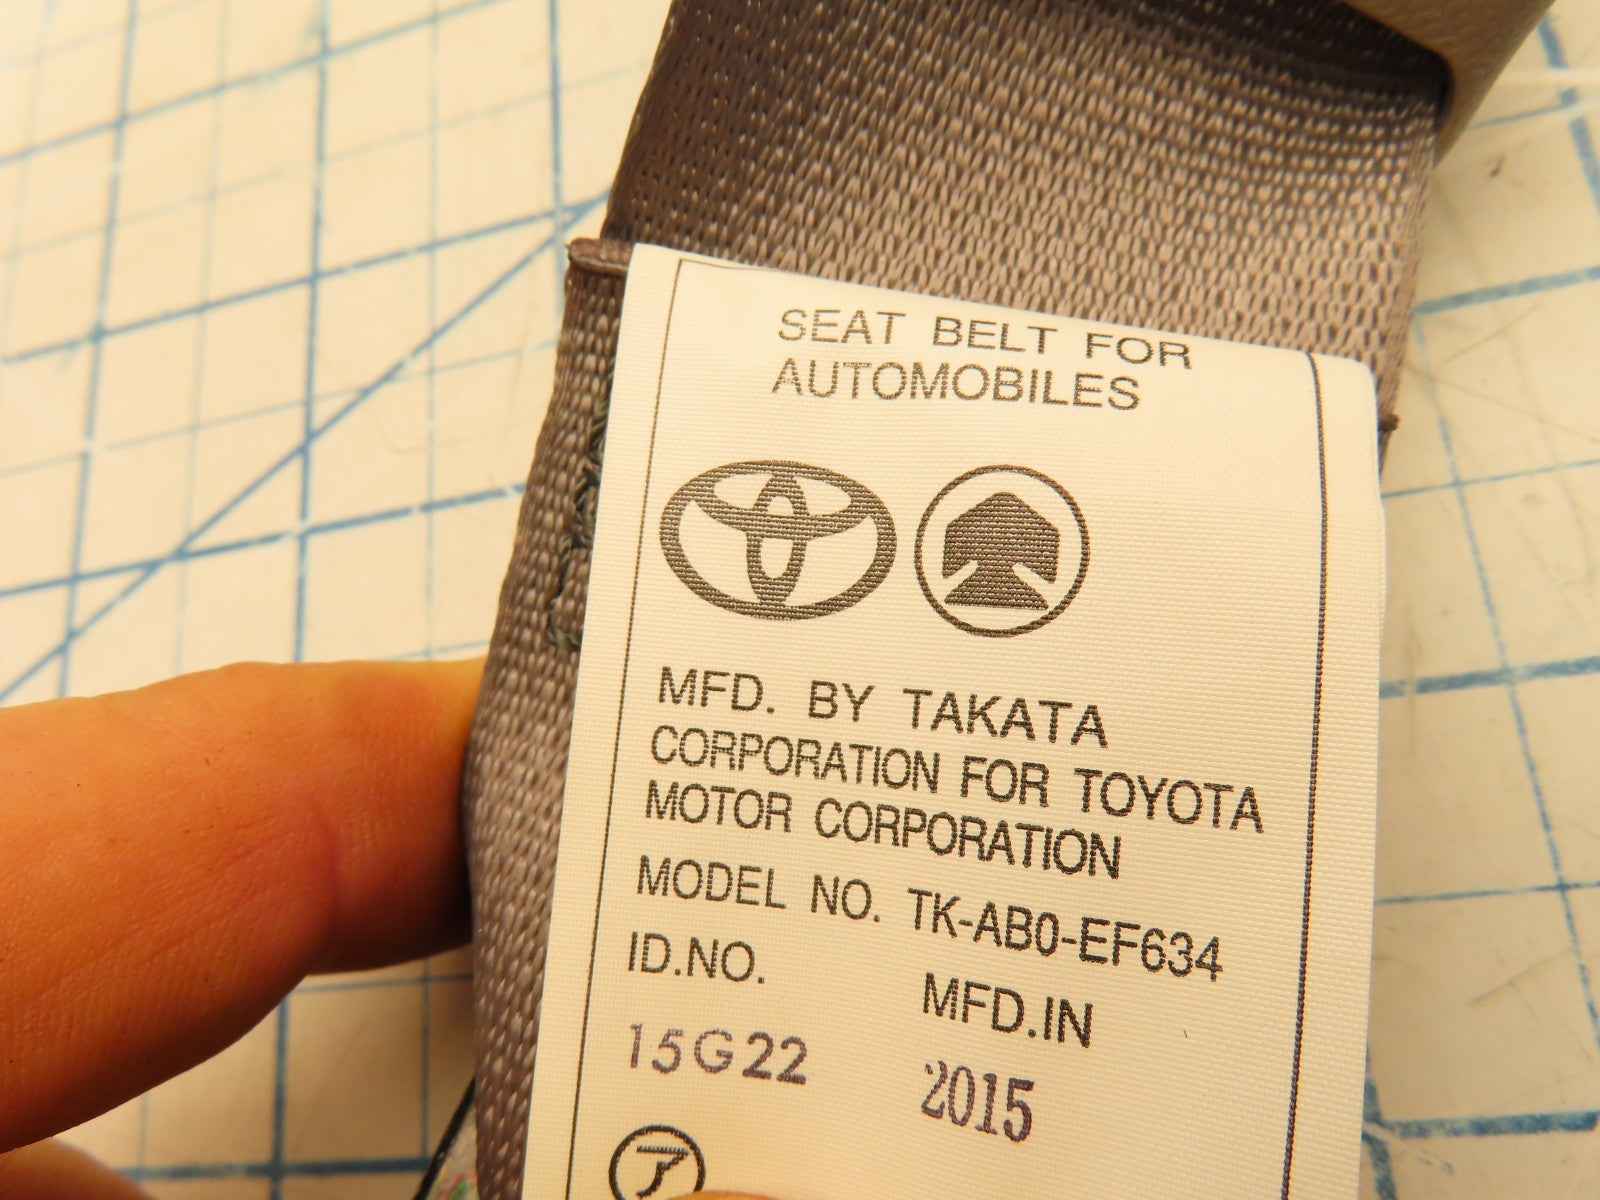 SEAT BELT FOR
AUTOMOBILES
MFD. BY TAKATA
CORPORATION FOR TOYOTA
MOTOR CORPORATION
MODEL NO. TK-AB0-EF634
ID.NO. MFD.IN
15G22 2015
ア